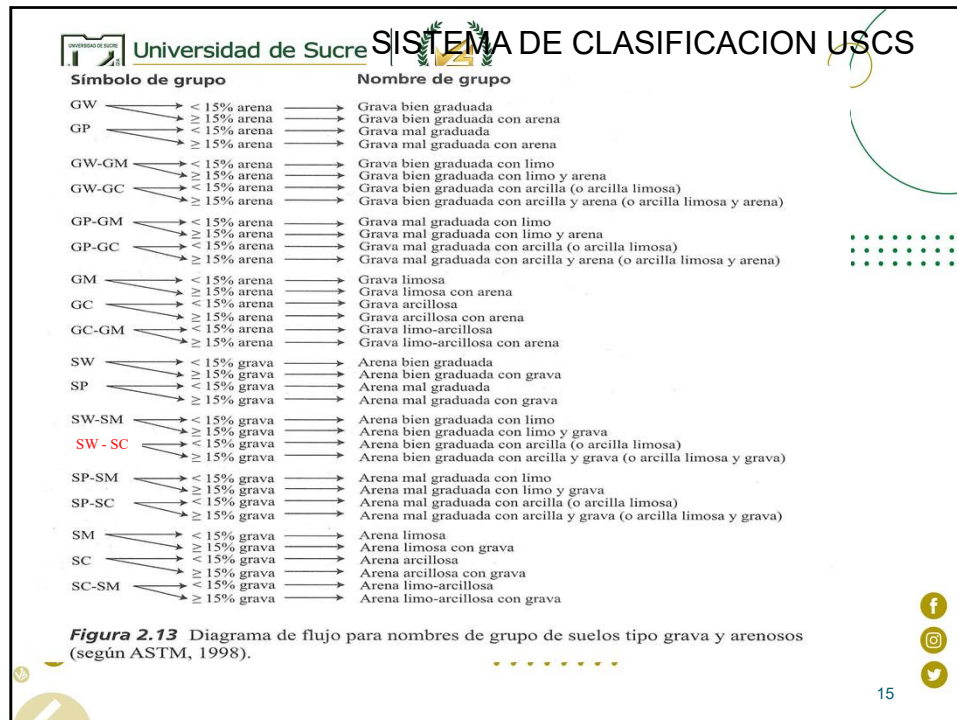 UNIVERSIDAD DE SUCRE
Universidad de Sucre SISTEMA DE CLASIFICACION USCS
Símbolo de grupo Nombre de grupo
GW < 15% arena Grava bien graduada
≥ 15% arena Grava bien graduada con arena
GP < 15% arena Grava mal graduada
≥ 15% arena Grava mal graduada con arena
GW-GM < 15% arena Grava bien graduada con limo
≥ 15% arena Grava bien graduada con limo y arena
GW-GC < 15% arena Grava bien graduada con arcilla (o arcilla limosa)
≥ 15% arena Grava bien graduada con arcilla y arena (o arcilla limosa y arena)
GP-GM < 15% arena Grava mal graduada con limo
≥ 15% arena Grava mal graduada con limo y arena
GP-GC < 15% arena Grava mal graduada con arcilla (o arcilla limosa)
≥ 15% arena Grava mal graduada con arcilla y arena (o arcilla limosa y arena)
GM < 15% arena Grava limosa
≥ 15% arena Grava limosa con arena
GC < 15% arena Grava arcillosa
≥ 15% arena Grava arcillosa con arena
GC-GM < 15% arena Grava limo-arcillosa
≥ 15% arena Grava limo-arcillosa con arena
SW < 15% grava Arena bien graduada
≥ 15% grava Arena bien graduada con grava
SP < 15% grava Arena mal graduada
≥ 15% grava Arena mal graduada con grava
SW-SM < 15% grava Arena bien graduada con limo
≥ 15% grava Arena bien graduada con limo y grava
SW - SC < 15% grava Arena bien graduada con arcilla (o arcilla limosa)
≥ 15% grava Arena bien graduada con arcilla y grava (o arcilla limosa y grava)
SP-SM < 15% grava Arena mal graduada con limo
≥ 15% grava Arena mal graduada con limo y grava
SP-SC < 15% grava Arena mal graduada con arcilla (o arcilla limosa)
≥ 15% grava Arena mal graduada con arcilla y grava (o arcilla limosa y grava)
SM < 15% grava Arena limosa
≥ 15% grava Arena limosa con grava
SC < 15% grava Arena arcillosa
≥ 15% grava Arena arcillosa con grava
SC-SM < 15% grava Arena limo-arcillosa
≥ 15% grava Arena limo-arcillosa con grava
Figura 2.13 Diagrama de flujo para nombres de grupo de suelos tipo grava y arenosos
(según ASTM, 1998).
15